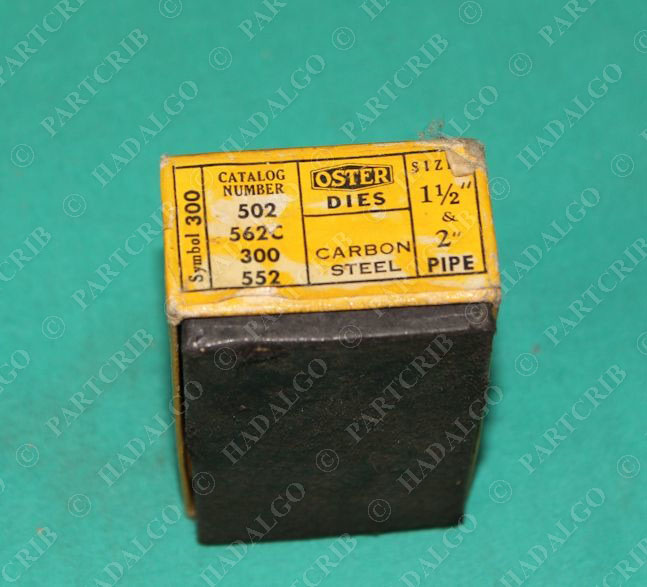 Symbol 300
CATALOG
NUMBER
502
562C
300
552
OSTER
DIES
CARBON
STEEL
SIZ
1½"
&
2"
PIPE
© PARTCRIB
© HADALGO